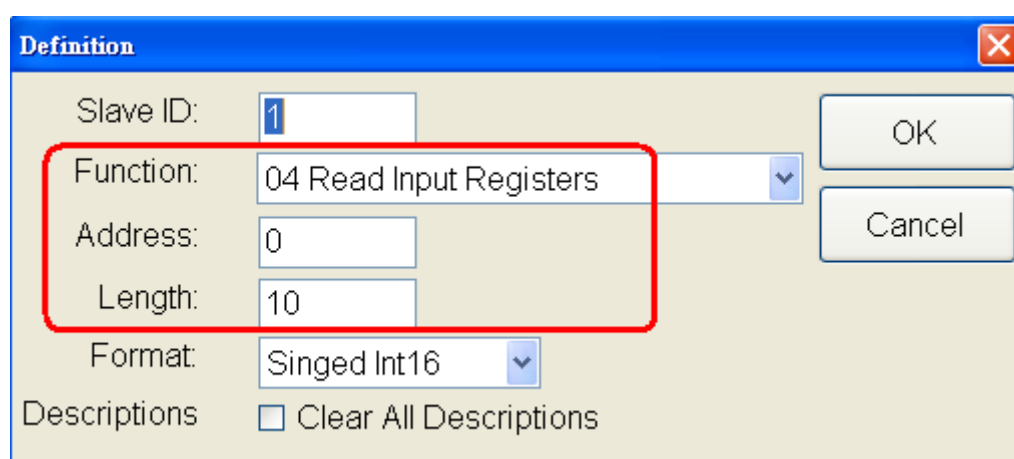 Definition
Slave ID: 1
OK
Function: 04 Read Input Registers
Cancel
Address: 0
Length: 10
Format: Singed Int16
Descriptions Clear All Descriptions